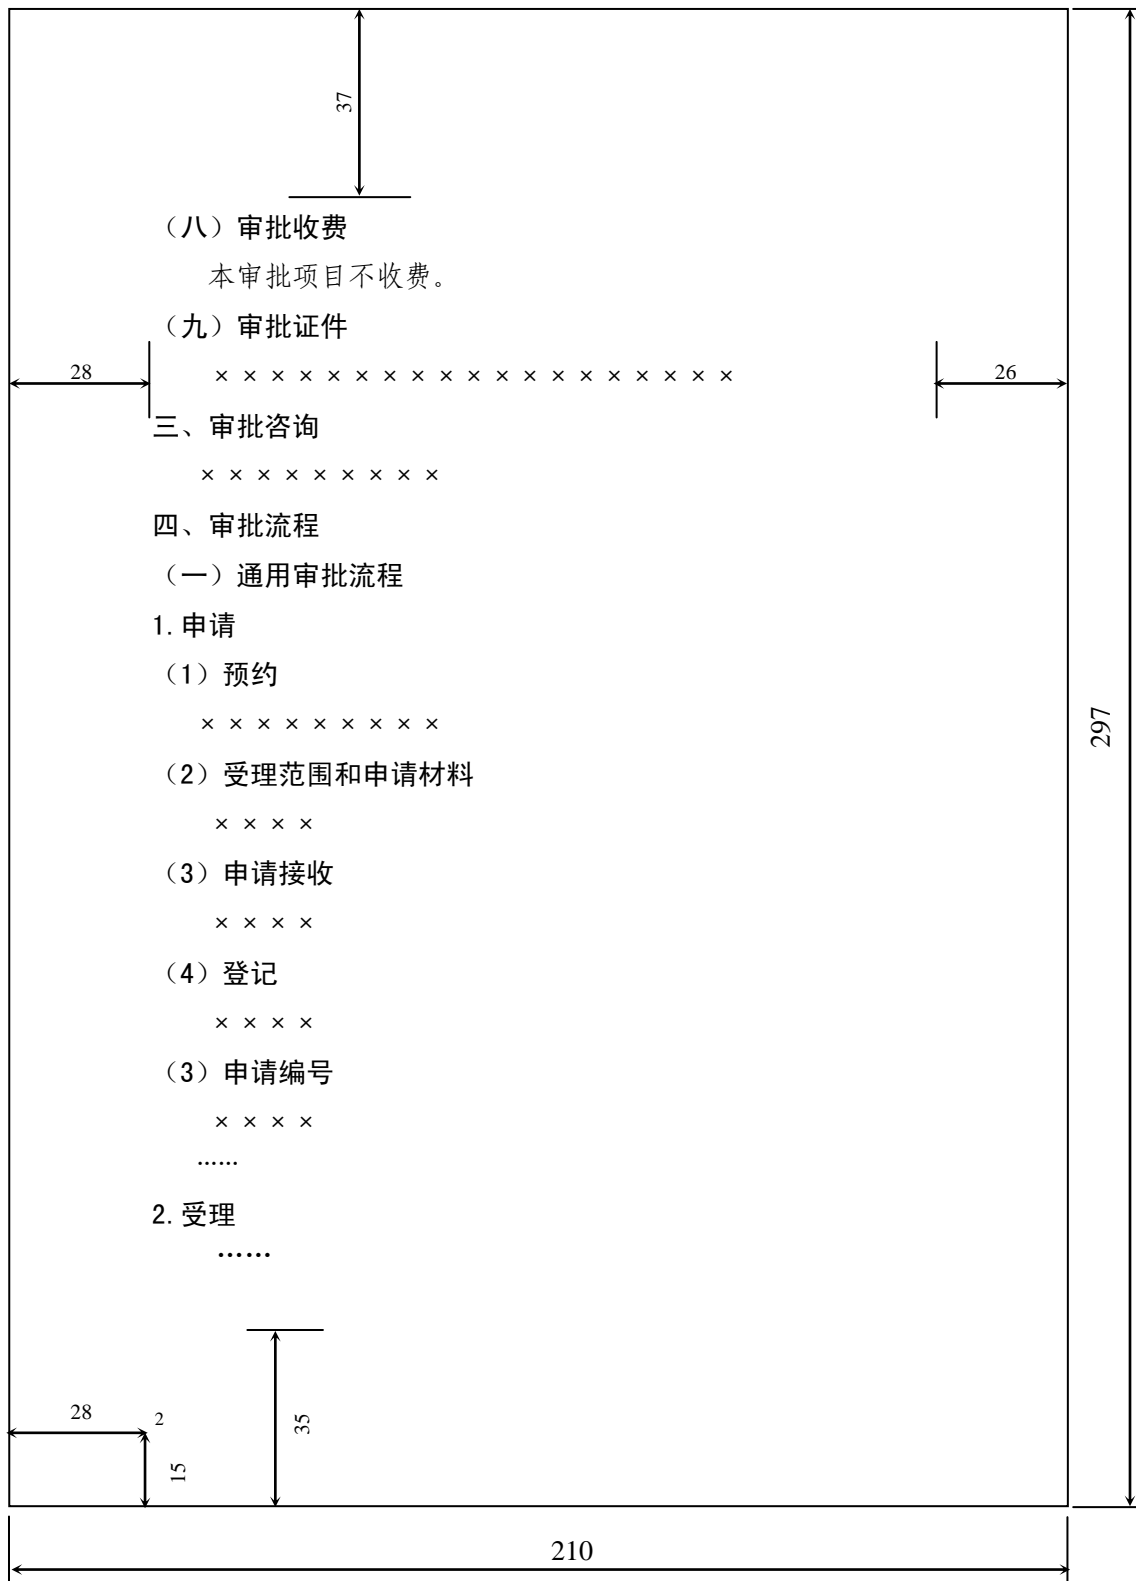 37
（八）审批收费
本审批项目不收费。
（九）审批证件
28
× × × × × × × × × × × × × × × × × × ×
26
三、审批咨询
× × × × × × × × ×
四、审批流程
（一）通用审批流程
1.申请
（1）预约
× × × × × × × × ×
297
（2）受理范围和申请材料
× × × ×
（3）申请接收
× × × ×
（4）登记
× × × ×
（3）申请编号
× × × ×
……
2.受理
……
28
2
35
15
210